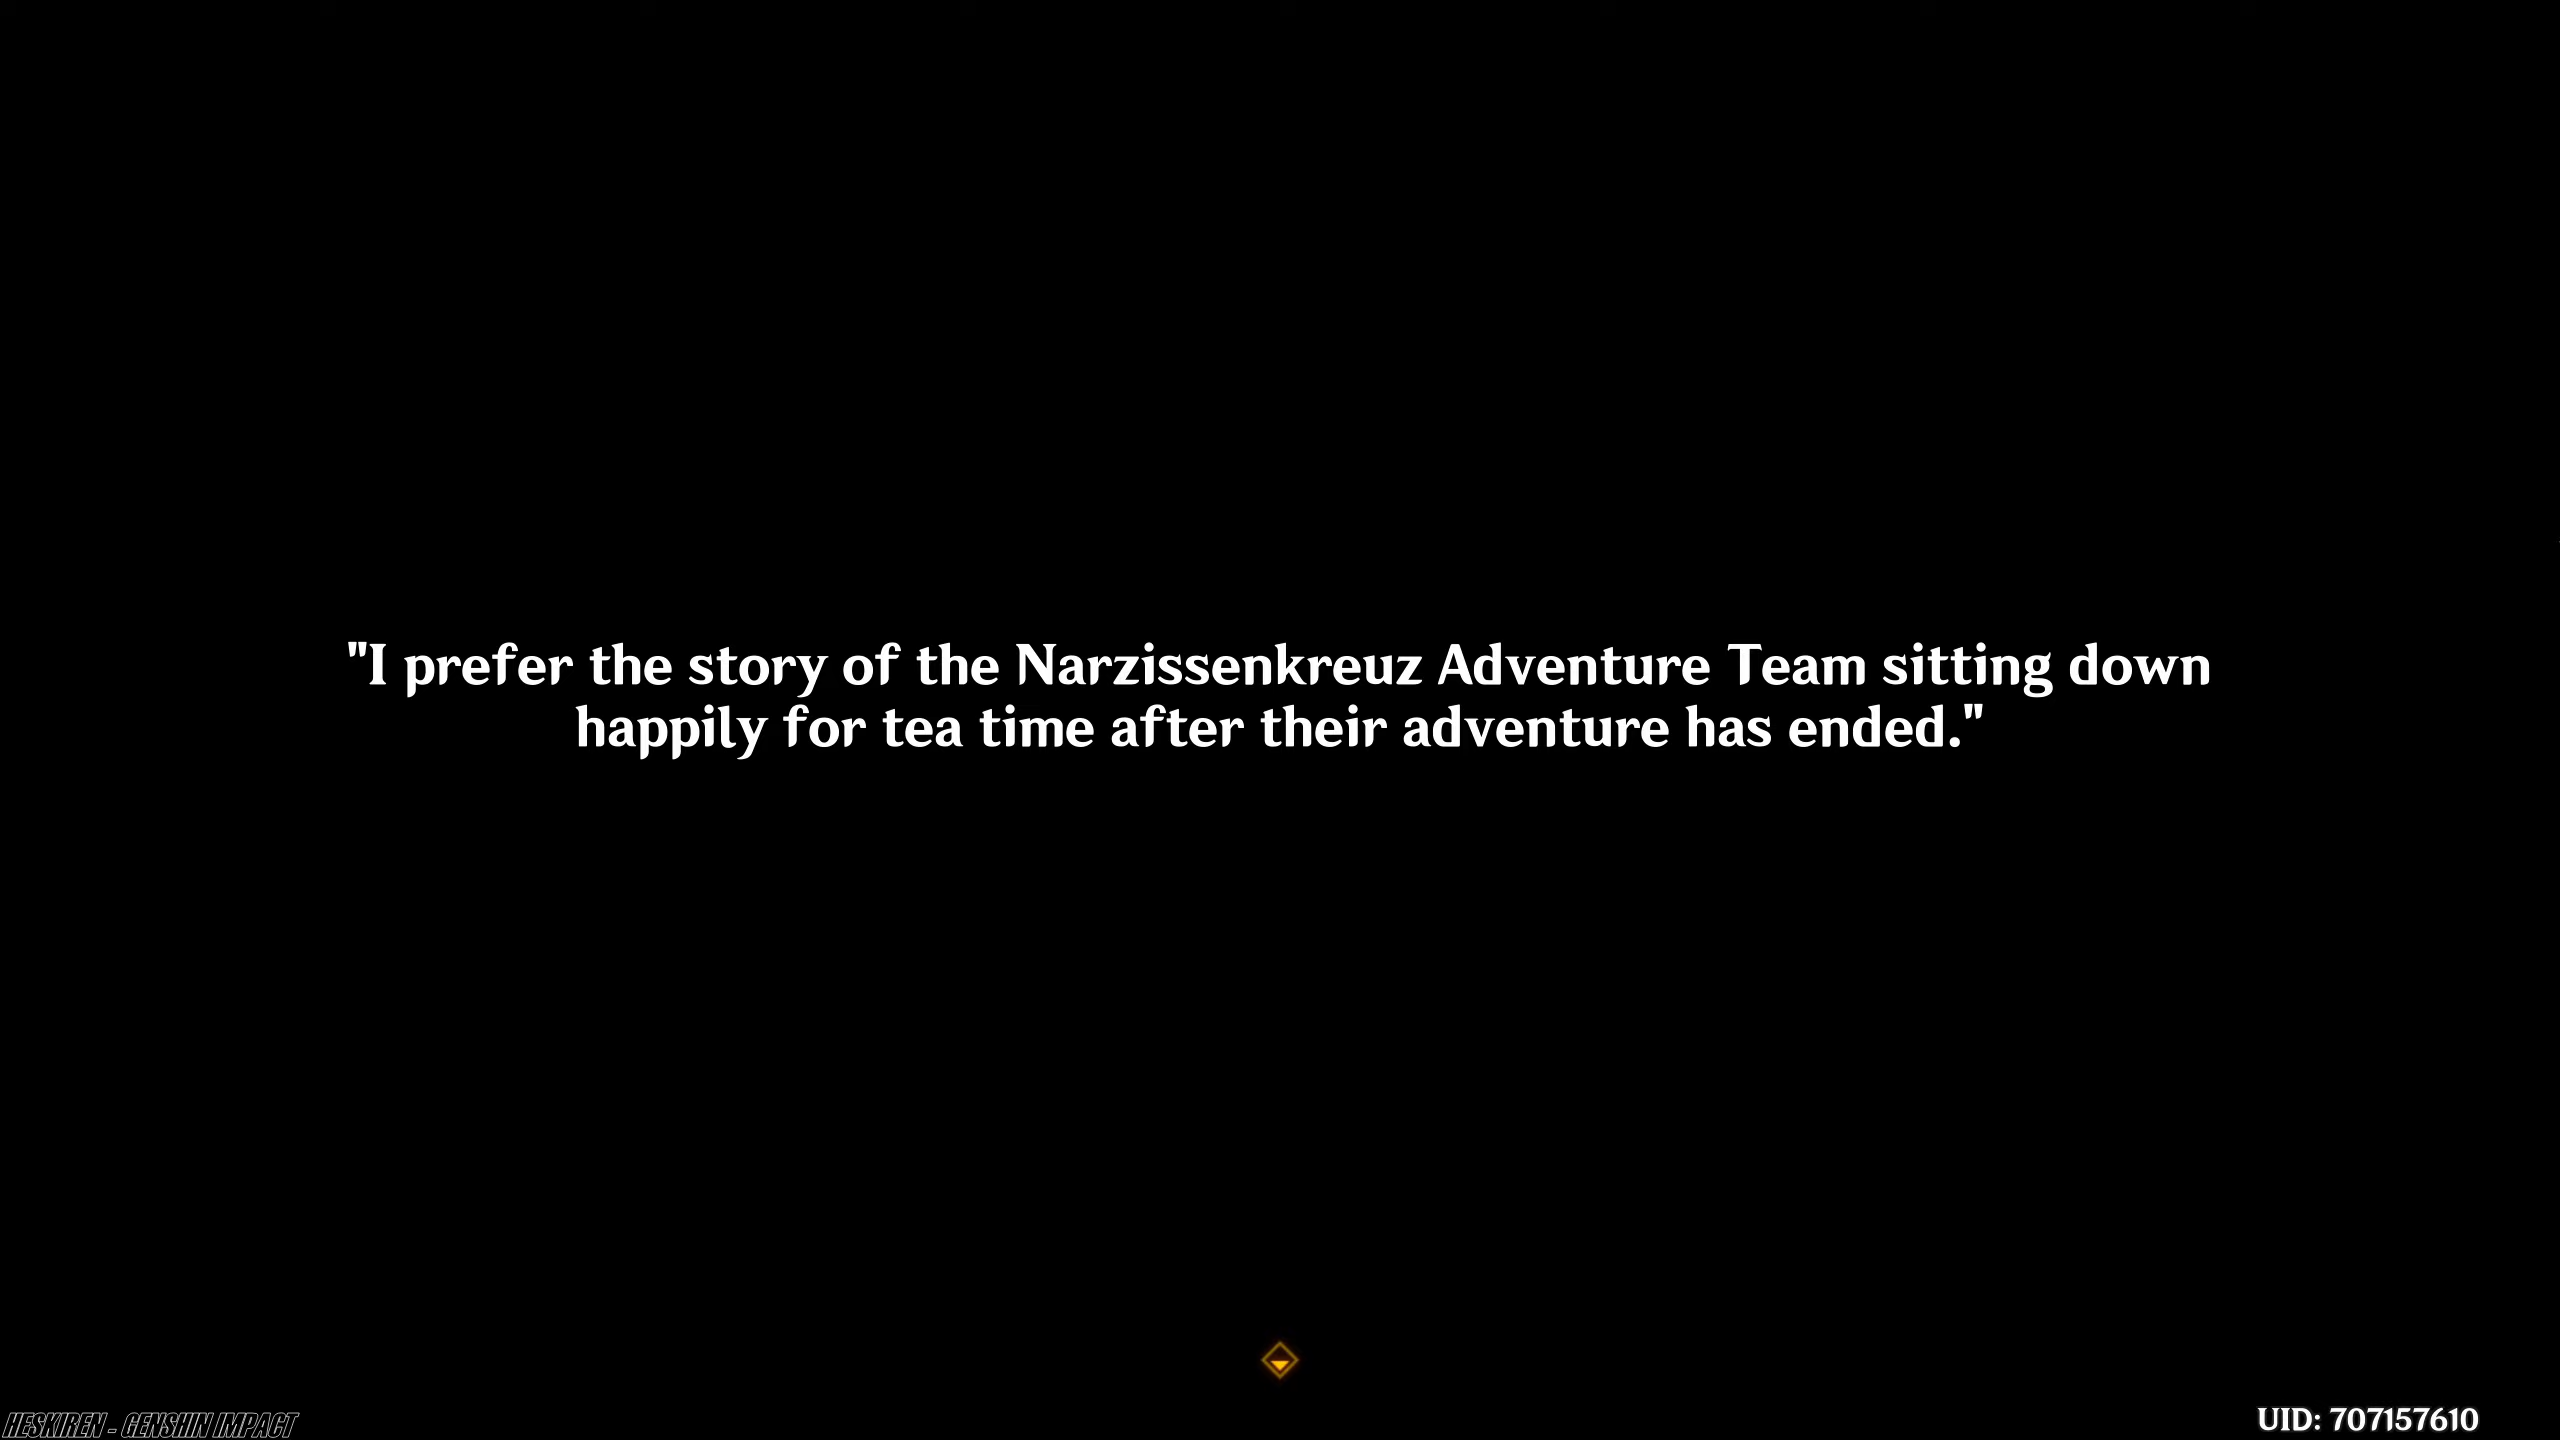 "I prefer the story of the Narzissenkreuz Adventure Team sitting down
happily for tea time after their adventure has ended."
HESKIREN - GENSHIN IMPACT
UID: 707157610